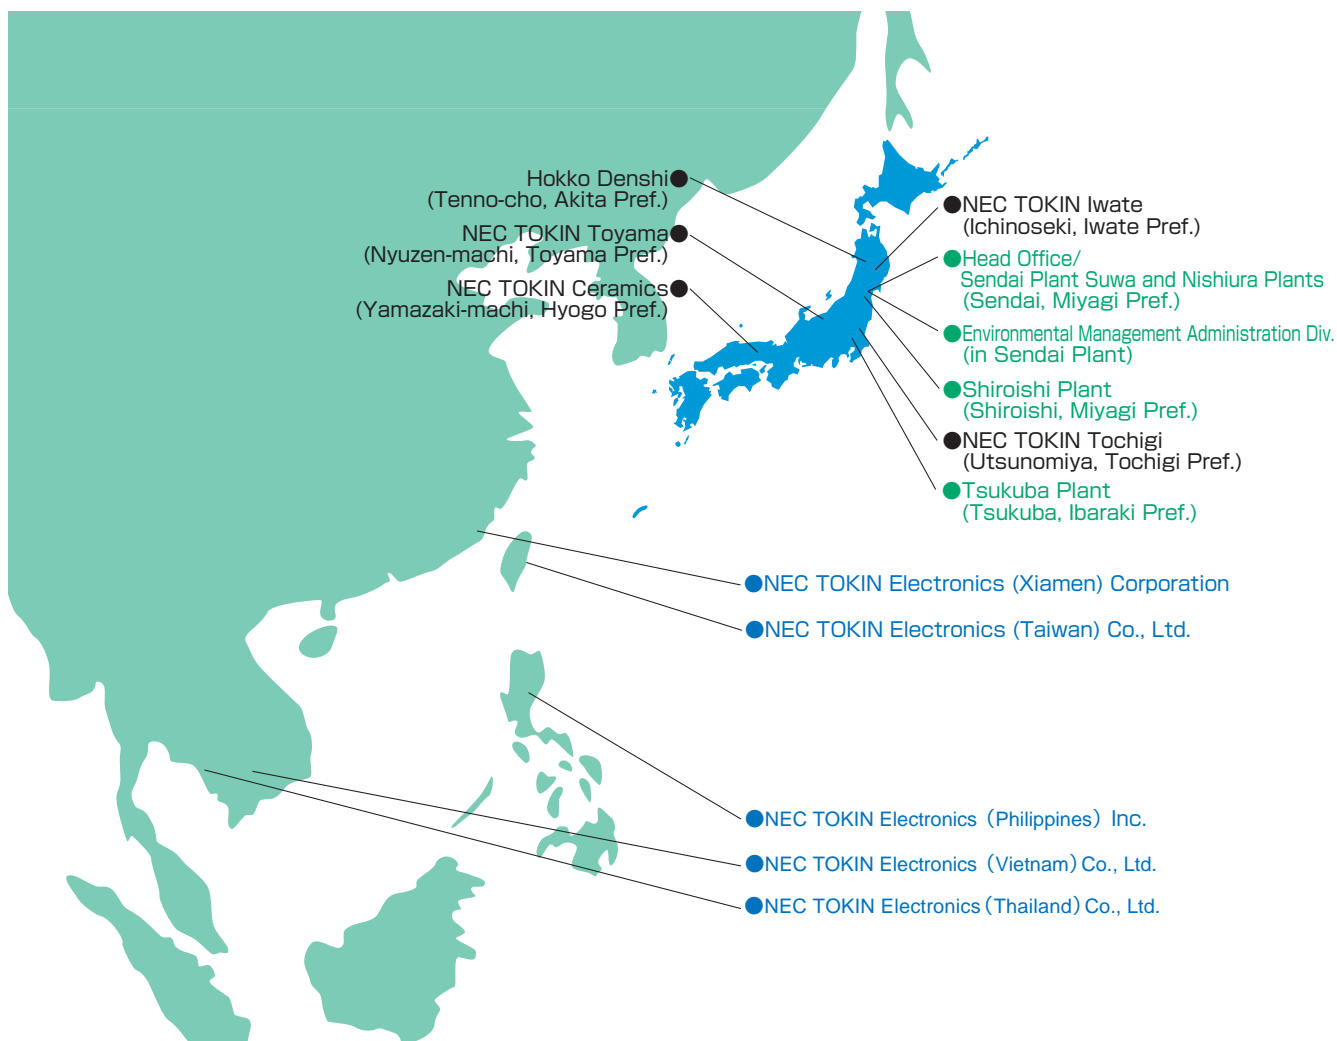 Hokko Denshi●
(Tenno-cho, Akita Pref.)
NEC TOKIN Toyama●
(Nyuzen-machi, Toyama Pref.)
NEC TOKIN Ceramics●
(Yamazaki-machi, Hyogo Pref.)
●NEC TOKIN Iwate
(Ichinoseki, Iwate Pref.)
●Head Office/
Sendai Plant Suwa and Nishiura Plants
(Sendai, Miyagi Pref.)
●Environmental Management Administration Div.
(in Sendai Plant)
●Shiroishi Plant
(Shiroishi, Miyagi Pref.)
●NEC TOKIN Tochigi
(Utsunomiya, Tochigi Pref.)
●Tsukuba Plant
(Tsukuba, Ibaraki Pref.)
●NEC TOKIN Electronics (Xiamen) Corporation
●NEC TOKIN Electronics (Taiwan) Co., Ltd.
●NEC TOKIN Electronics (Philippines) Inc.
●NEC TOKIN Electronics (Vietnam) Co., Ltd.
●NEC TOKIN Electronics (Thailand) Co., Ltd.